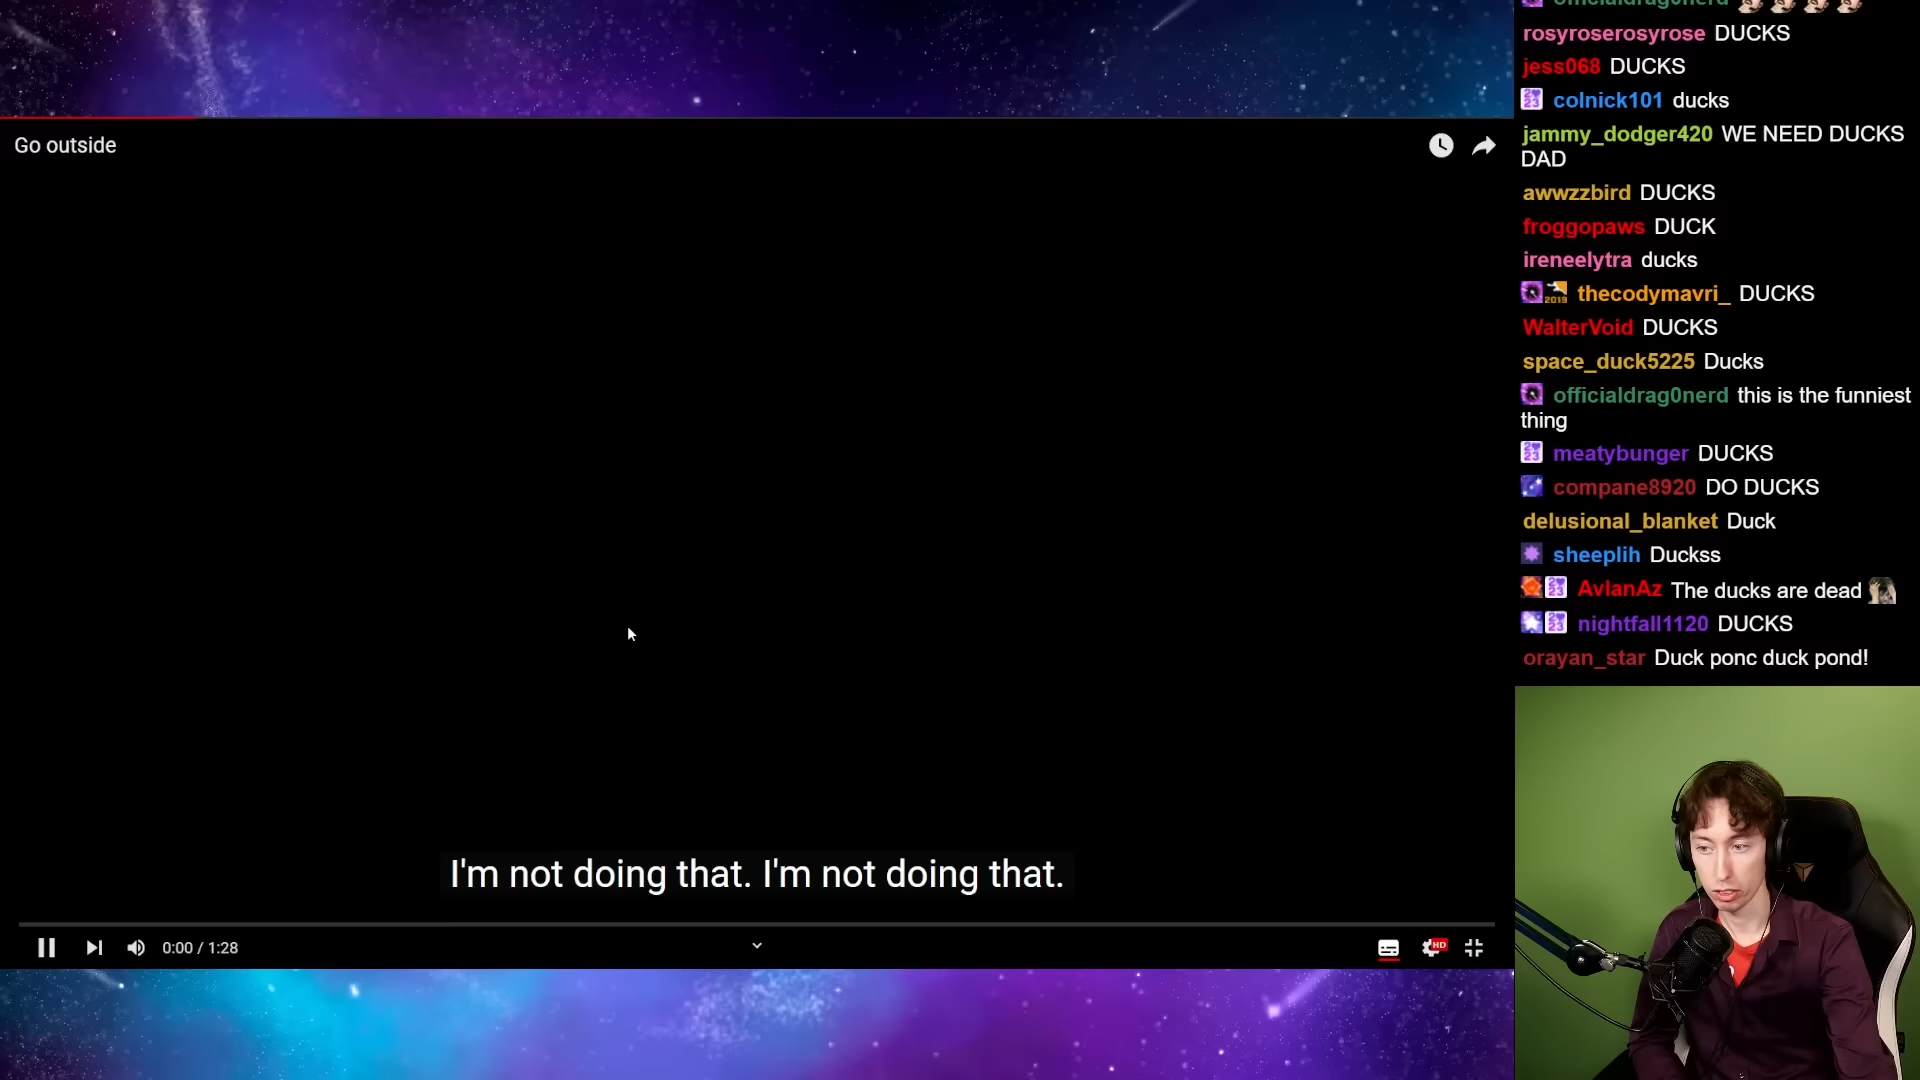 officialdrag0nerd
rosyroserosyrose DUCKS
jess068 DUCKS
colnick101 ducks
jammy_dodger420 WE NEED DUCKS
DAD
awwzzbird DUCKS
froggopaws DUCK
ireneelytra ducks
2019 thecodymavri_ DUCKS
WalterVoid DUCKS
space_duck5225 Ducks
officialdrag0nerd this is the funniest
thing
meatybunger DUCKS
compane8920 DO DUCKS
delusional_blanket Duck
sheeplih Duckss
AvlanAz The ducks are dead
nightfall1120 DUCKS
orayan_star Duck ponc duck pond!
Go outside
I'm not doing that. I'm not doing that.
0:00 / 1:28
HD